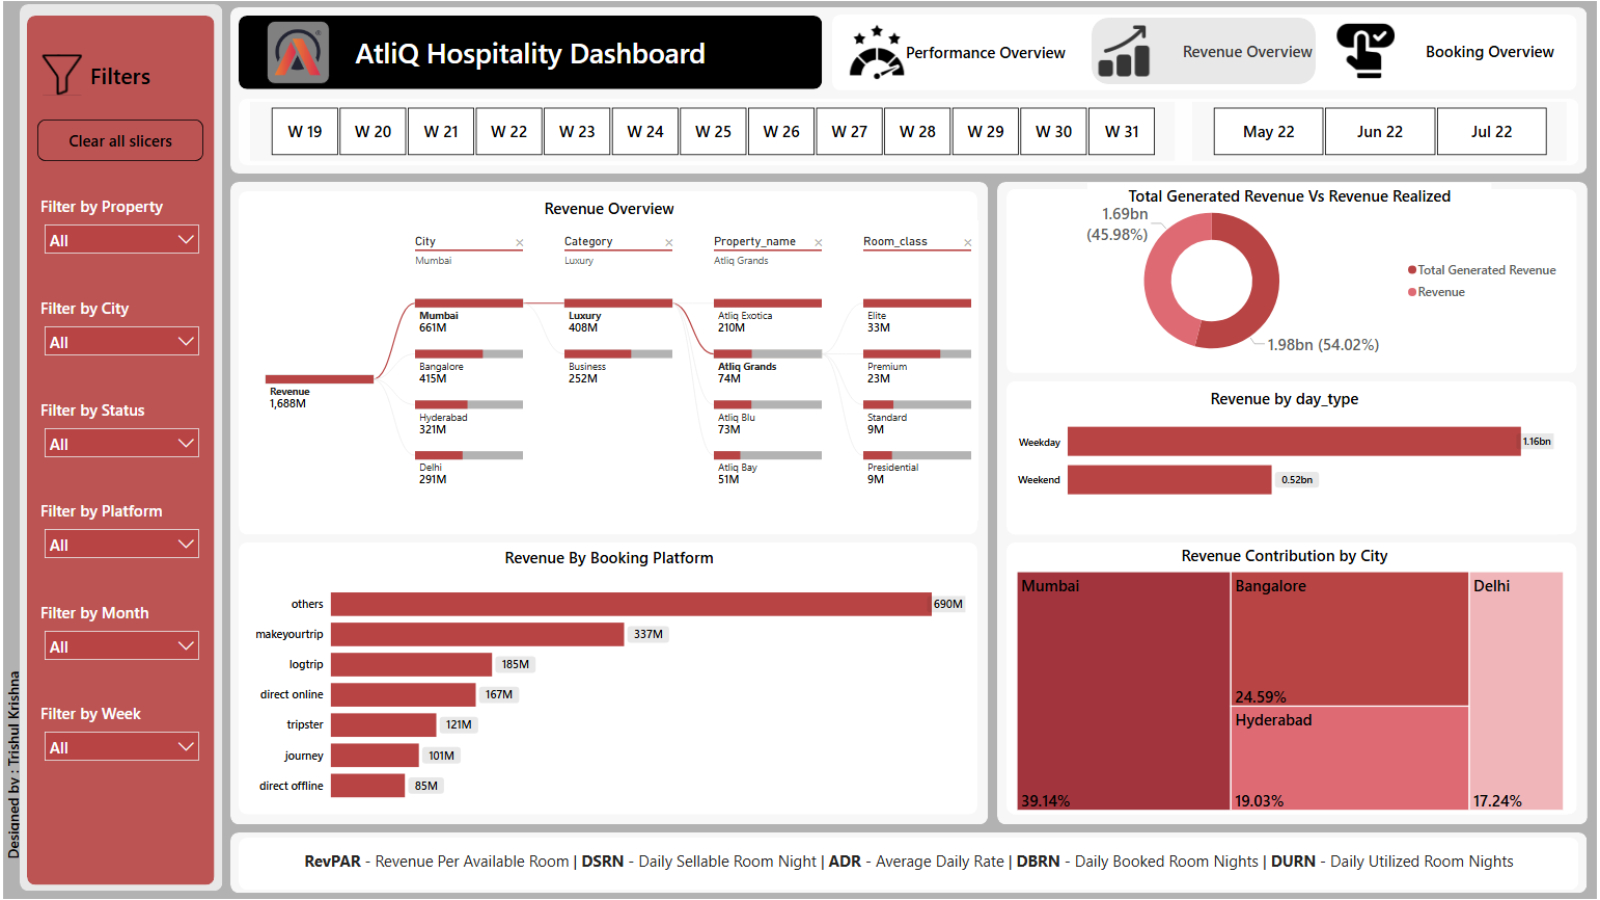 Filters
Clear all slicers
Filter by Property
All
Filter by City
All
Filter by Status
All
Filter by Platform
All
Filter by Month
All
Filter by Week
All
Designed by : Trishul Krishna
AtliQ Hospitality Dashboard
Performance Overview
Revenue Overview
Booking Overview
W 19 W 20 W 21 W 22 W 23 W 24 W 25 W 26 W 27 W 28 W 29 W 30 W 31
May 22 Jun 22 Jul 22
Revenue Overview
City Category Property_name Room_class
Mumbai Luxury Atliq Grands
Revenue
1,688M
Mumbai
661M
Bangalore
415M
Hyderabad
321M
Delhi
291M
Luxury
408M
Business
252M
Atliq Exotica
210M
Atliq Grands
74M
Atliq Blu
73M
Atliq Bay
51M
Elite
33M
Premium
23M
Standard
9M
Presidential
9M
Total Generated Revenue Vs Revenue Realized
1.69bn
(45.98%)
1.98bn (54.02%)
Total Generated Revenue
Revenue
Revenue by day_type
Weekday 1.16bn
Weekend 0.52bn
Revenue By Booking Platform
others 690M
makeyourtrip 337M
logtrip 185M
direct online 167M
tripster 121M
journey 101M
direct offline 85M
Revenue Contribution by City
Mumbai
39.14%
Bangalore
24.59%
Hyderabad
19.03%
Delhi
17.24%
RevPAR - Revenue Per Available Room | DSRN - Daily Sellable Room Night | ADR - Average Daily Rate | DBRN - Daily Booked Room Nights | DURN - Daily Utilized Room Nights